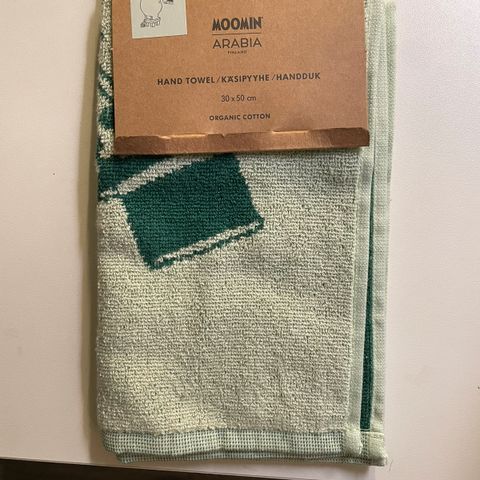 MOOMIN
ARABIA
FINLAND
HAND TOWEL/KÄSIPYYHE/HANDDUK
30 x 50 cm
ORGANIC COTTON